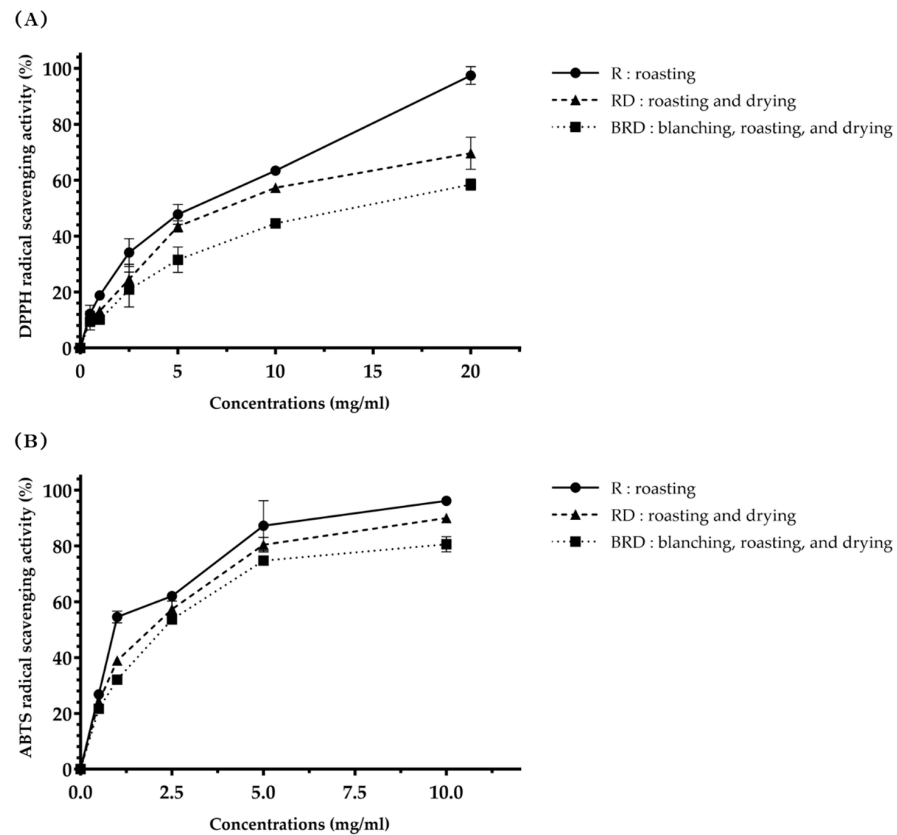 (A)
DPPH radical scavenging activity (%)
100
80
60
40
20
0
0 5 10 15 20
Concentrations (mg/ml)
R : roasting
RD : roasting and drying
BRD : blanching, roasting, and drying
(B)
ABTS radical scavenging activity (%)
100
80
60
40
20
0
0.0 2.5 5.0 7.5 10.0
Concentrations (mg/ml)
R : roasting
RD : roasting and drying
BRD : blanching, roasting, and drying